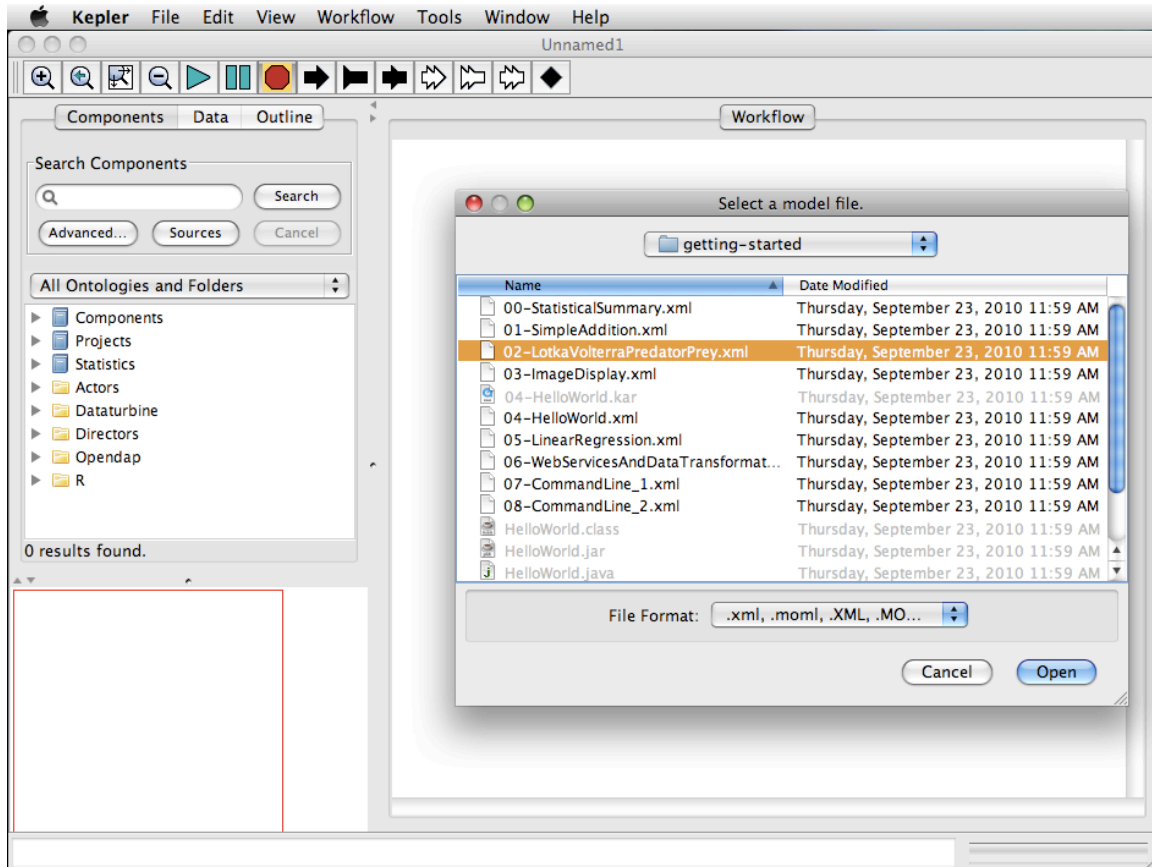 Kepler File Edit View Workflow Tools Window Help
Unnamed1
Components Data Outline
Workflow
Search Components
Search
Advanced... Sources Cancel
All Ontologies and Folders
Components
Projects
Statistics
Actors
Dataturbine
Directors
Opendap
R
0 results found.
Select a model file.
getting-started
Name Date Modified
00-StatisticalSummary.xml Thursday, September 23, 2010 11:59 AM
01-SimpleAddition.xml Thursday, September 23, 2010 11:59 AM
02-LotkaVolterraPredatorPrey.xml Thursday, September 23, 2010 11:59 AM
03-ImageDisplay.xml Thursday, September 23, 2010 11:59 AM
04-HelloWorld.kar Thursday, September 23, 2010 11:59 AM
04-HelloWorld.xml Thursday, September 23, 2010 11:59 AM
05-LinearRegression.xml Thursday, September 23, 2010 11:59 AM
06-WebServicesAndDataTransformat... Thursday, September 23, 2010 11:59 AM
07-CommandLine_1.xml Thursday, September 23, 2010 11:59 AM
08-CommandLine_2.xml Thursday, September 23, 2010 11:59 AM
HelloWorld.class Thursday, September 23, 2010 11:59 AM
HelloWorld.jar Thursday, September 23, 2010 11:59 AM
HelloWorld.java Thursday, September 23, 2010 11:59 AM
File Format: .xml, .moml, .XML, .MO...
Cancel Open